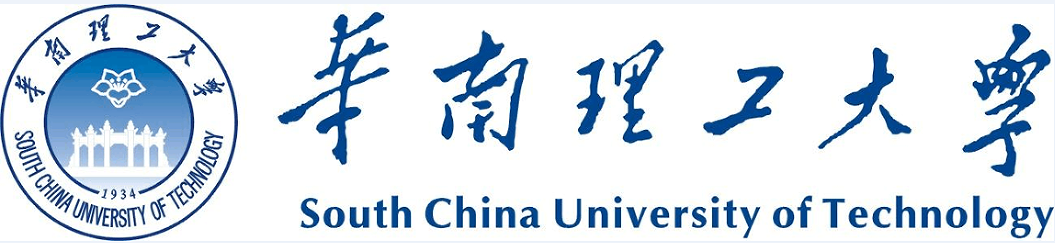 華南理工大學
SOUTH CHINA UNIVERSITY OF TECHNOLOGY
1934
華南理工大學
South China University of Technology